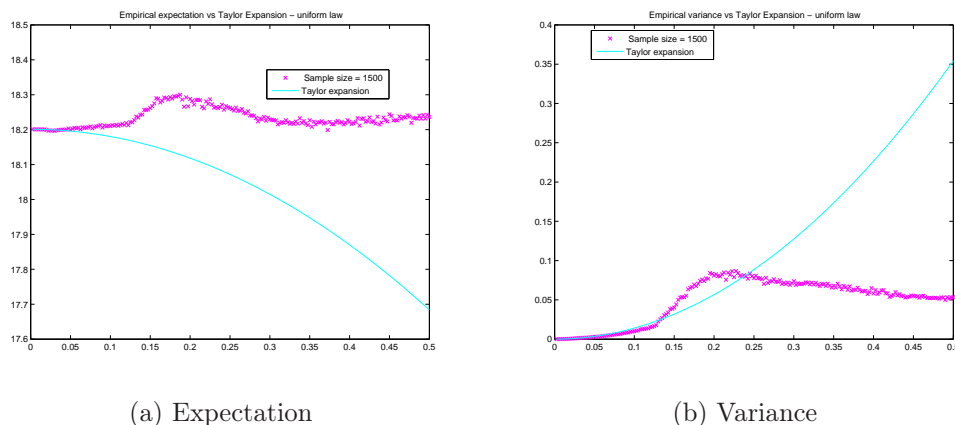 Empirical expectation vs Taylor Expansion – uniform law
18.5
18.4
18.3
18.2
18.1
18
17.9
17.8
17.7
17.6
0 0.05 0.1 0.15 0.2 0.25 0.3 0.35 0.4 0.45 0.5
Sample size = 1500
Taylor expansion
(a) Expectation
Empirical variance vs Taylor Expansion – uniform law
0.4
0.35
0.3
0.25
0.2
0.15
0.1
0.05
0
0 0.05 0.1 0.15 0.2 0.25 0.3 0.35 0.4 0.45 0.5
Sample size = 1500
Taylor expansion
(b) Variance